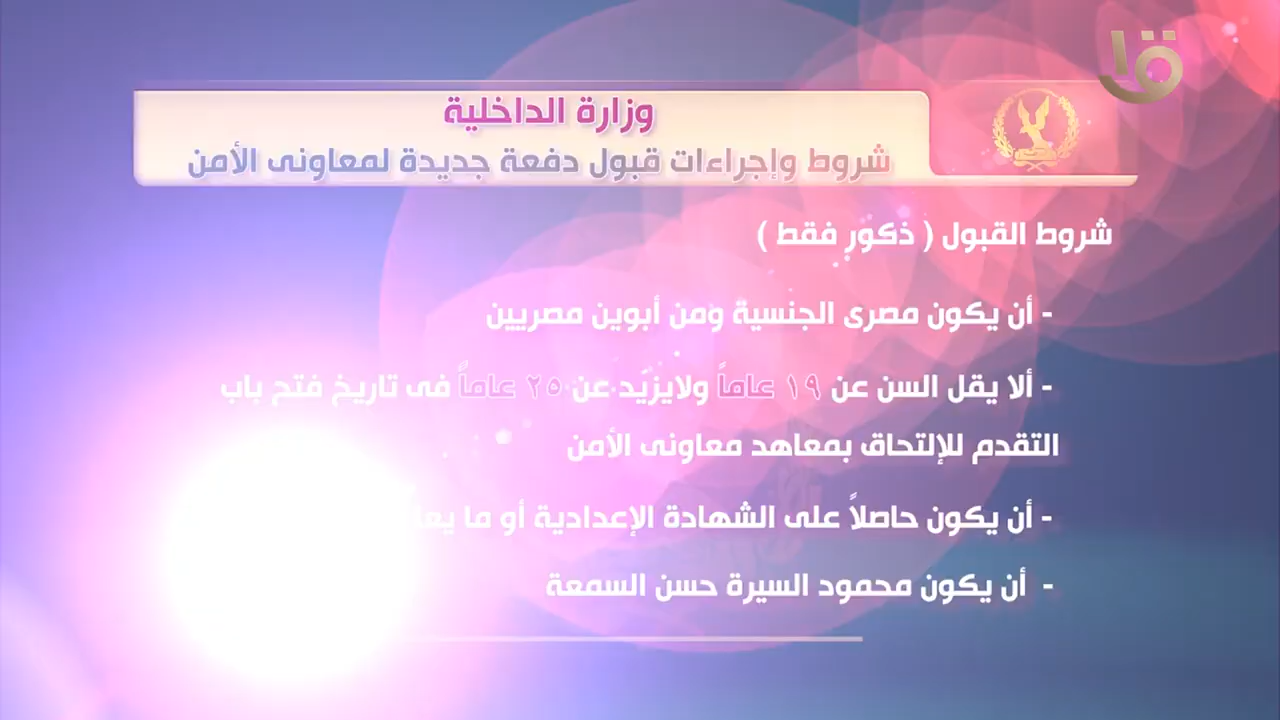 وزارة الداخلية
شروط وإجراءات قبول دفعة جديدة لمعاونى الأمن
شروط القبول ( ذكور فقط )
- أن يكون مصرى الجنسية ومن أبوين مصريين
- ألا يقل السن عن ١٩ عاماً ولايزيد عن ٢٥ عاماً فى تاريخ فتح باب
التقدم للإلتحاق بمعاهد معاونى الأمن
- أن يكون حاصلاً على الشهادة الإعدادية أو ما
- أن يكون محمود السيرة حسن السمعة